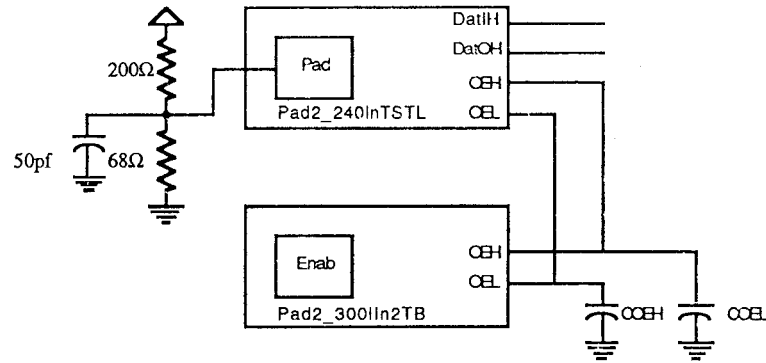 DatIH
DatOH
OEH
OEL
Pad
Pad2_240InTSTL
200Ω
50pf
68Ω
OEH
OEL
Enab
Pad2_300IIn2TB
COEH
COEL